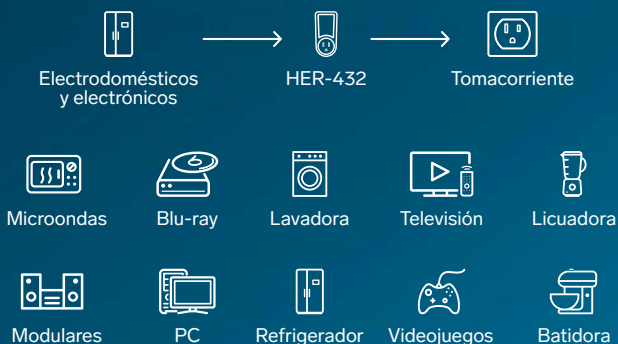 Electrodomésticos
y electrónicos
HER-432
Tomacorriente
Microondas
Blu-ray
Lavadora
Televisión
Licuadora
Modulares
PC
Refrigerador
Videojuegos
Batidora